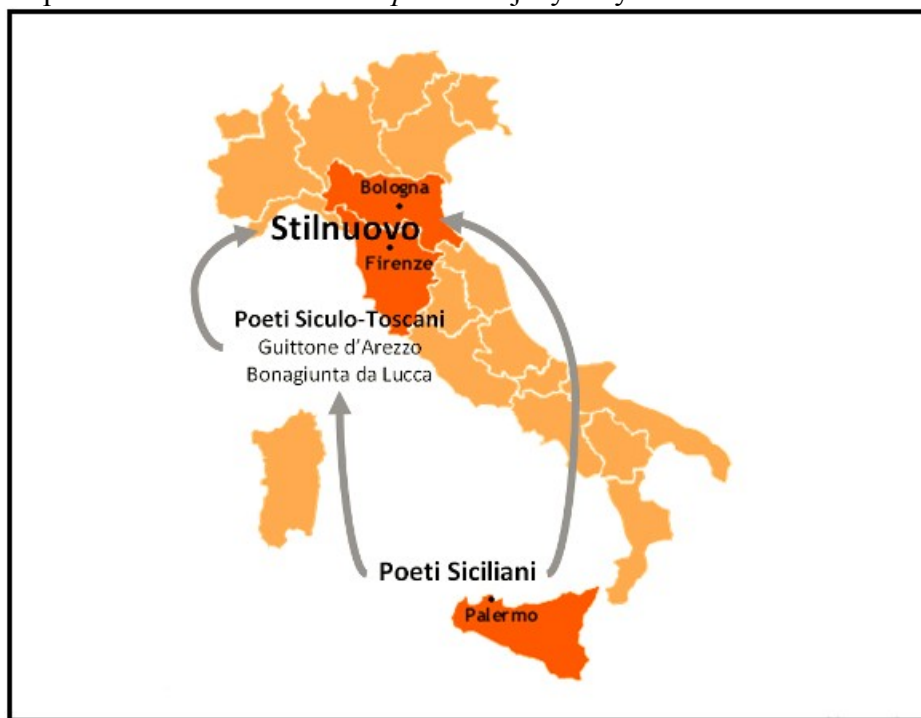 Bologna
Stilnuovo
Firenze
Poeti Siculo-Toscani
Guittone d'Arezzo
Bonagiunta da Lucca
Poeti Siciliani
Palermo